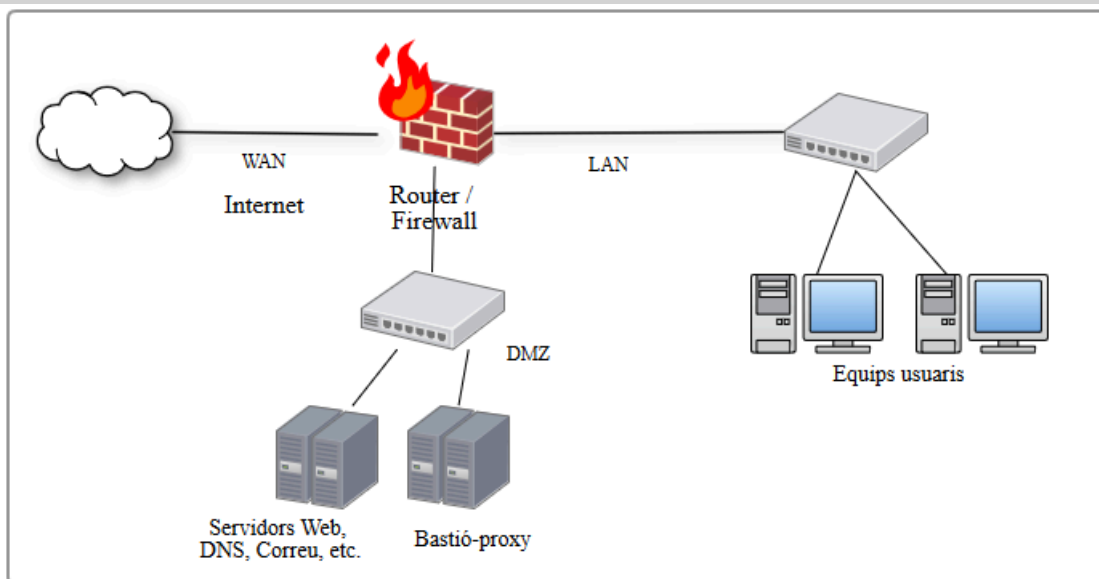 WAN
Internet
Router /
Firewall
LAN
DMZ
Equips usuaris
Servidors Web,
DNS, Correu, etc.
Bastió-proxy